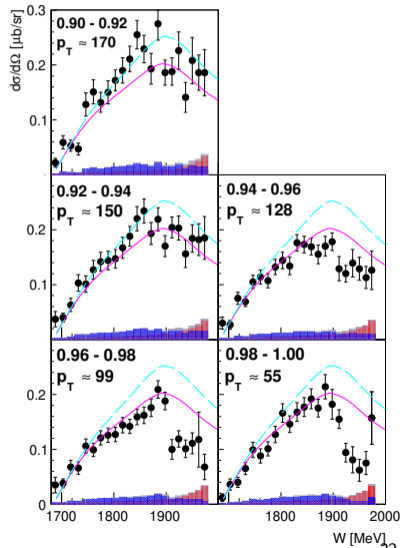 dσ/dΩ [μb/sr]
0.3
0.2
0.1
0.90 - 0.92
p_T ≈ 170
0.92 - 0.94
p_T ≈ 150
0.94 - 0.96
p_T ≈ 128
0.2
0.1
0.96 - 0.98
p_T ≈ 99
0.98 - 1.00
p_T ≈ 55
0.2
0.1
0
1700 1800 1900 1800 1900 2000
W [MeV]